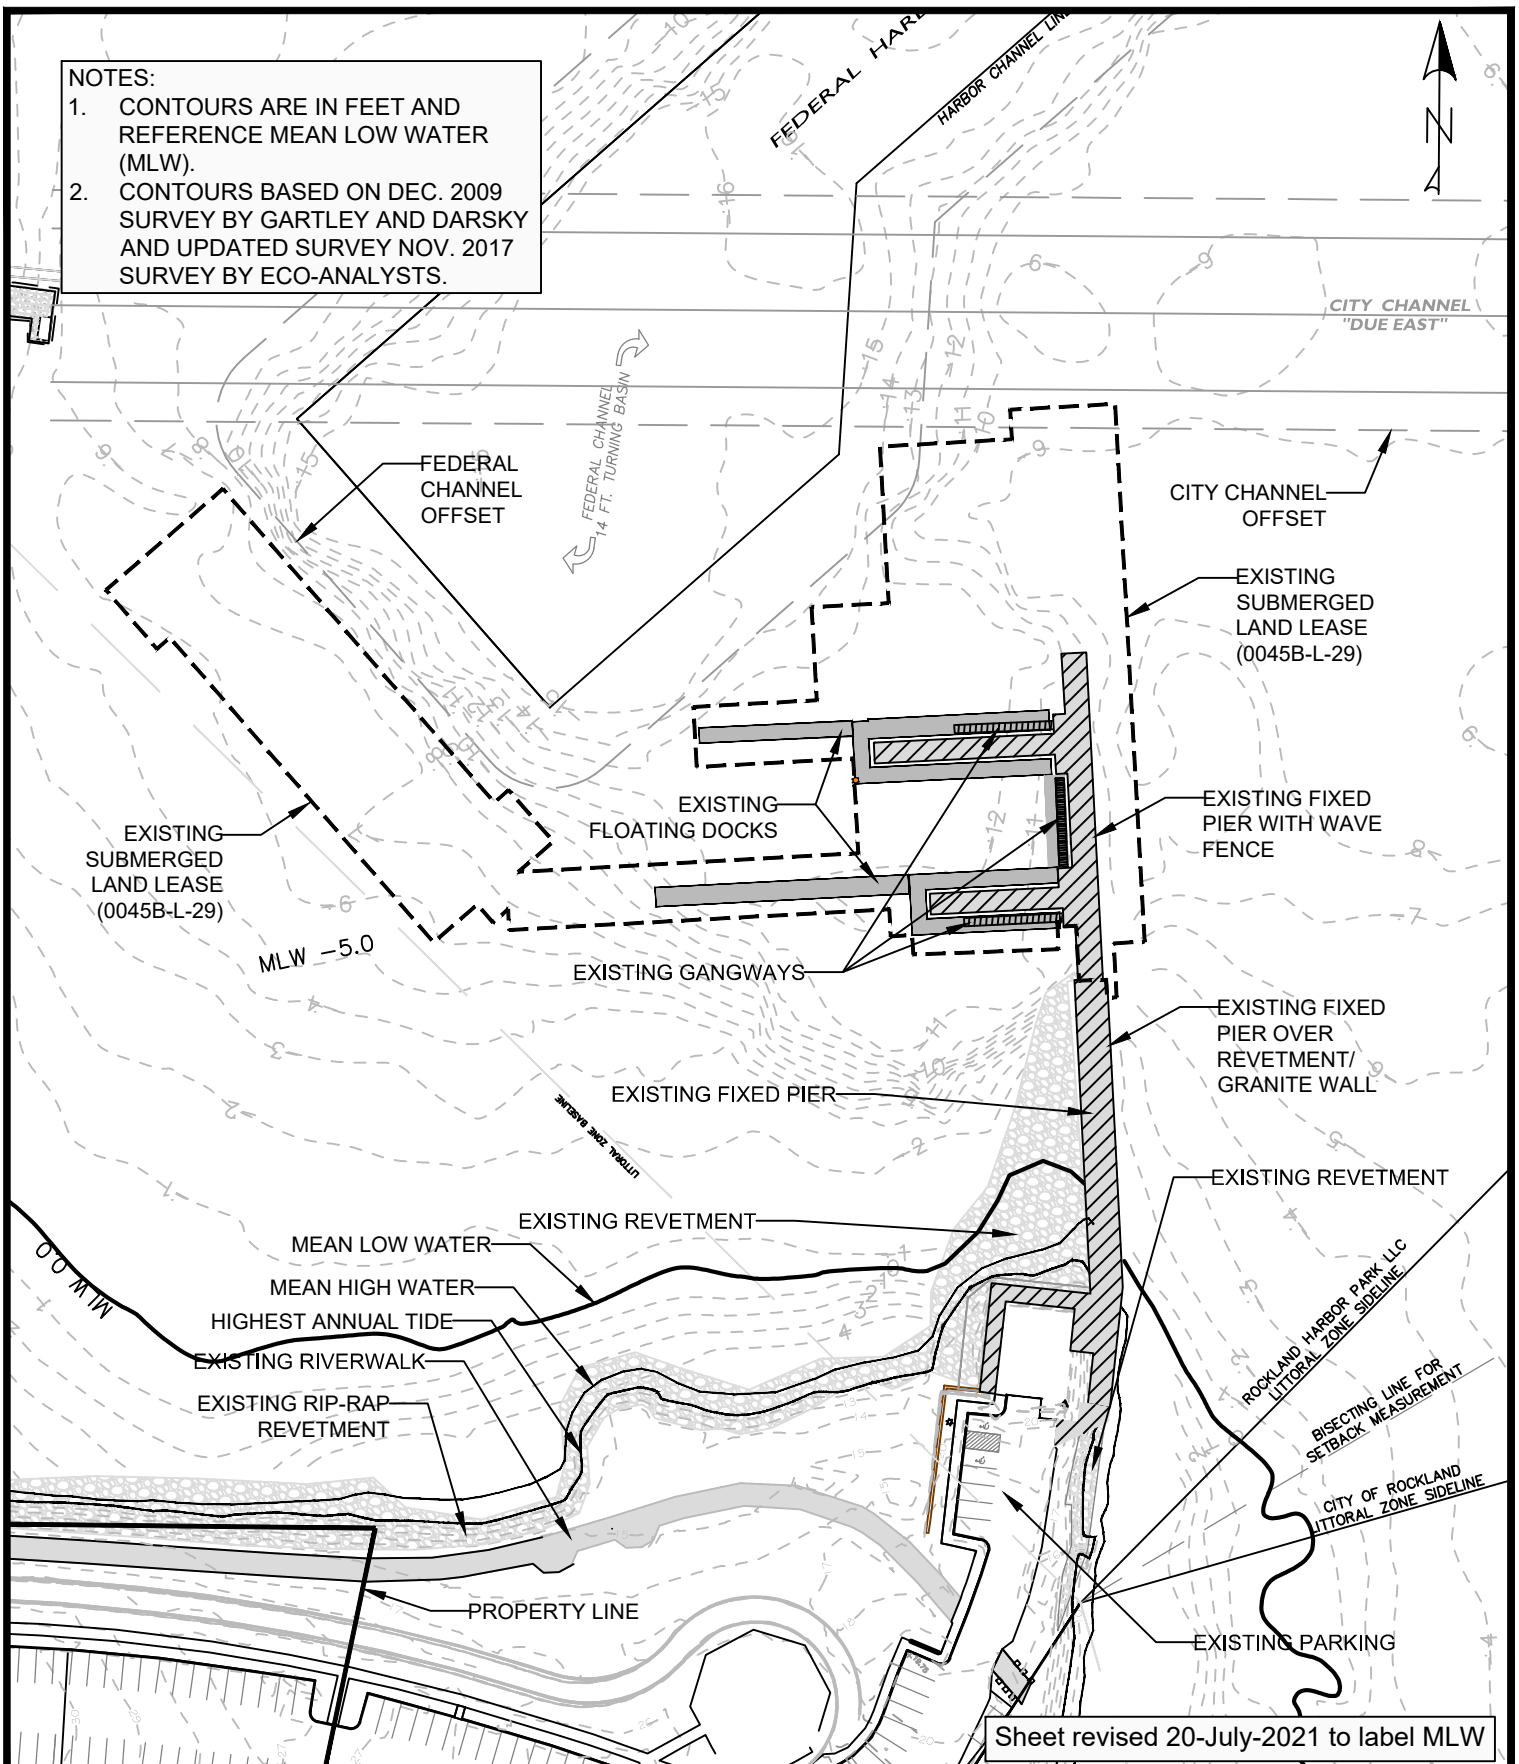 NOTES:
1. CONTOURS ARE IN FEET AND
REFERENCE MEAN LOW WATER
(MLW).
2. CONTOURS BASED ON DEC. 2009
SURVEY BY GARTLEY AND DARSKY
AND UPDATED SURVEY NOV. 2017
SURVEY BY ECO-ANALYSTS.
FEDERAL
HARBOR CHANNEL
N
CITY CHANNEL
"DUE EAST"
FEDERAL CHANNEL
14 FT. TURNING BASIN
FEDERAL
CHANNEL
OFFSET
CITY CHANNEL
OFFSET
EXISTING
SUBMERGED
LAND LEASE
(0045B-L-29)
EXISTING
FLOATING DOCKS
EXISTING FIXED
PIER WITH WAVE
FENCE
EXISTING
SUBMERGED
LAND LEASE
(0045B-L-29)
MLW -5.0
EXISTING GANGWAYS
EXISTING FIXED
PIER OVER
REVETMENT/
GRANITE WALL
EXISTING FIXED PIER
LITTORAL ZONE BASELINE
EXISTING REVETMENT
EXISTING REVETMENT
MEAN LOW WATER
MLW 0.0
MEAN HIGH WATER
HIGHEST ANNUAL TIDE
EXISTING RIVERWALK
EXISTING RIP-RAP
REVETMENT
ROCKLAND HARBOR PARK LLC
LITTORAL ZONE SIDELINE
BISECTING LINE FOR
SETBACK MEASUREMENT
CITY OF ROCKLAND
LITTORAL ZONE SIDELINE
PROPERTY LINE
EXISTING PARKING
Sheet revised 20-July-2021 to label MLW